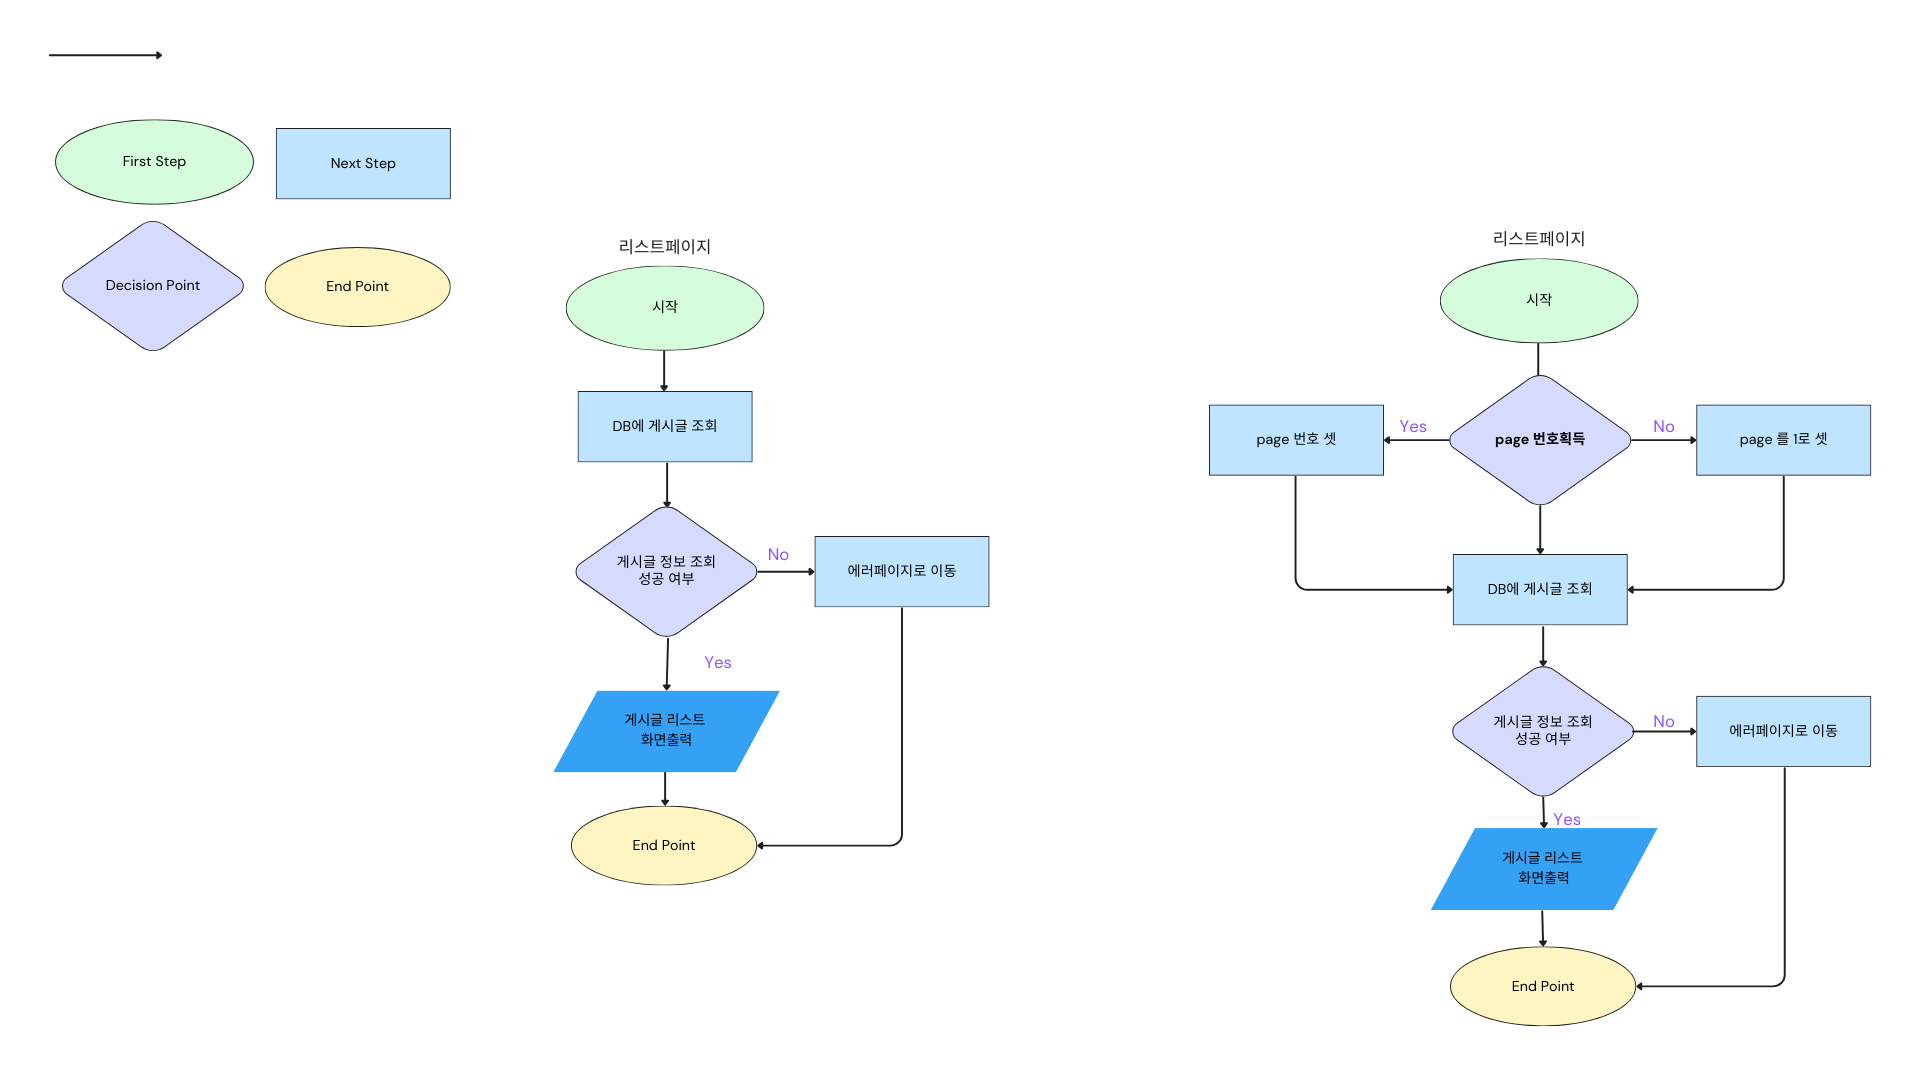 First Step
Next Step
Decision Point
End Point
리스트페이지
시작
DB에 게시글 조회
게시글 정보 조회
성공 여부
No
에러페이지로 이동
Yes
게시글 리스트
화면출력
End Point
리스트페이지
시작
page 번호 셋
Yes
page 번호획득
No
page 를 1로 셋
DB에 게시글 조회
게시글 정보 조회
성공 여부
No
에러페이지로 이동
Yes
게시글 리스트
화면출력
End Point